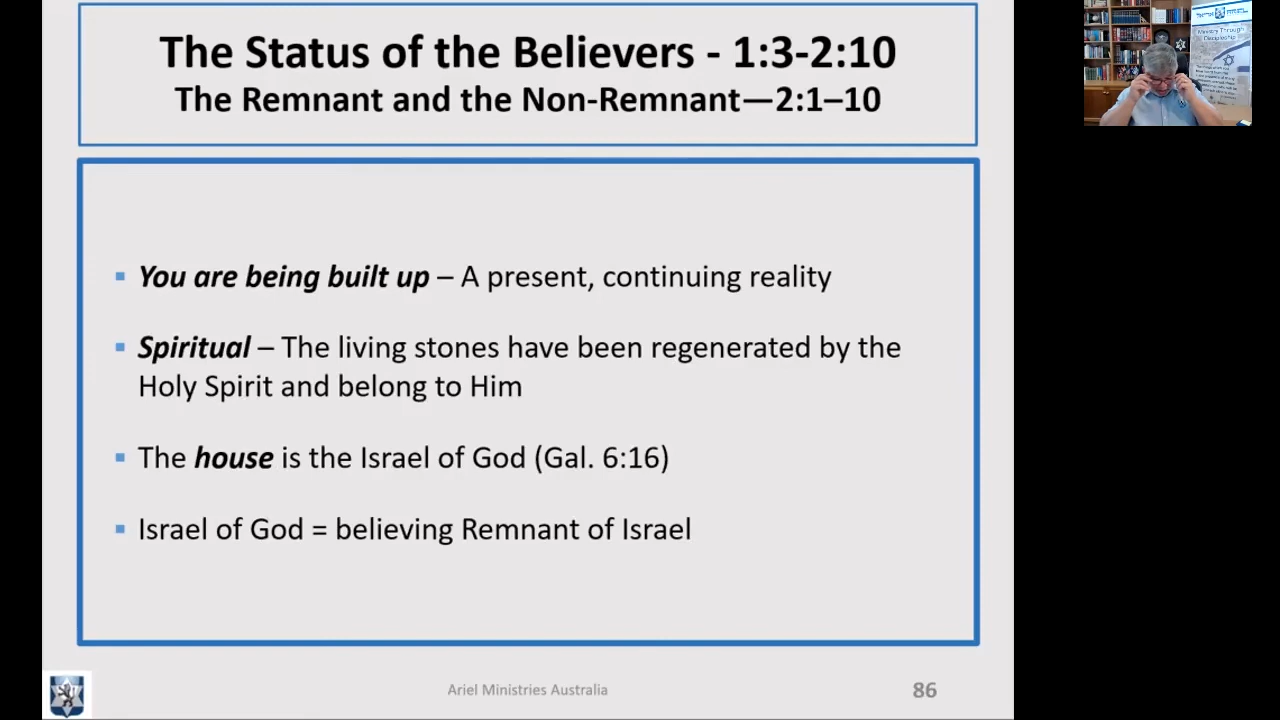 The Status of the Believers - 1:3-2:10
The Remnant and the Non-Remnant—2:1–10
▪ You are being built up – A present, continuing reality
▪ Spiritual – The living stones have been regenerated by the
Holy Spirit and belong to Him
▪ The house is the Israel of God (Gal. 6:16)
▪ Israel of God = believing Remnant of Israel
Ariel Ministries Australia
86
Ministry Through
Discipleship